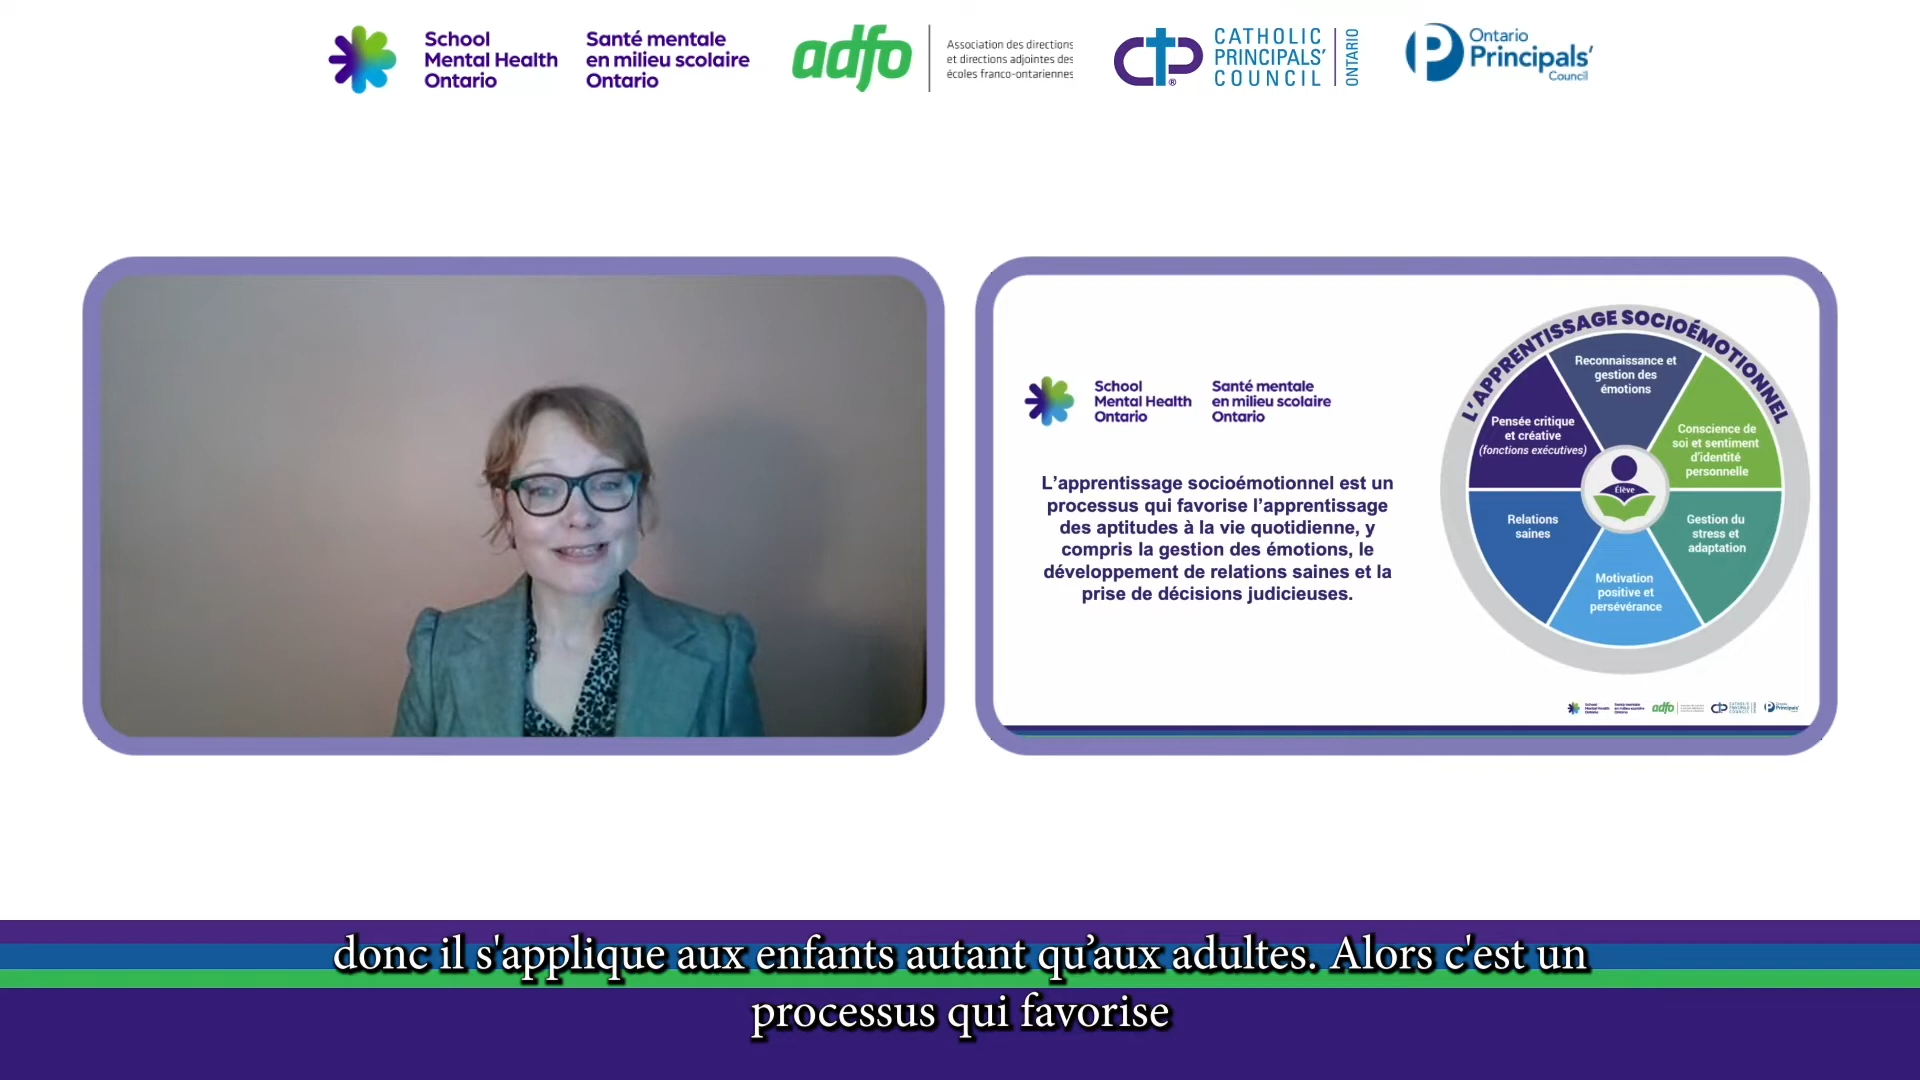 School
Mental Health
Ontario
Santé mentale
en milieu scolaire
Ontario
adfo
Association des directions
et directions adjointes des
écoles franco-ontariennes
CATHOLIC
PRINCIPALS'
COUNCIL
ONTARIO
Ontario
Principals'
Council
School
Mental Health
Ontario
Santé mentale
en milieu scolaire
Ontario
L'apprentissage socioémotionnel est un
processus qui favorise l'apprentissage
des aptitudes à la vie quotidienne, y
compris la gestion des émotions, le
développement de relations saines et la
prise de décisions judicieuses.
L'APPRENTISSAGE SOCIOÉMOTIONNEL
Reconnaissance et
gestion des
émotions
Conscience de
soi et sentiment
d'identité
personnelle
Gestion du
stress et
adaptation
Motivation
positive et
persévérance
Relations
saines
Pensée critique
et créative
(fonctions exécutives)
Élève
adfo
donc il s'applique aux enfants autant qu'aux adultes. Alors c'est un
processus qui favorise